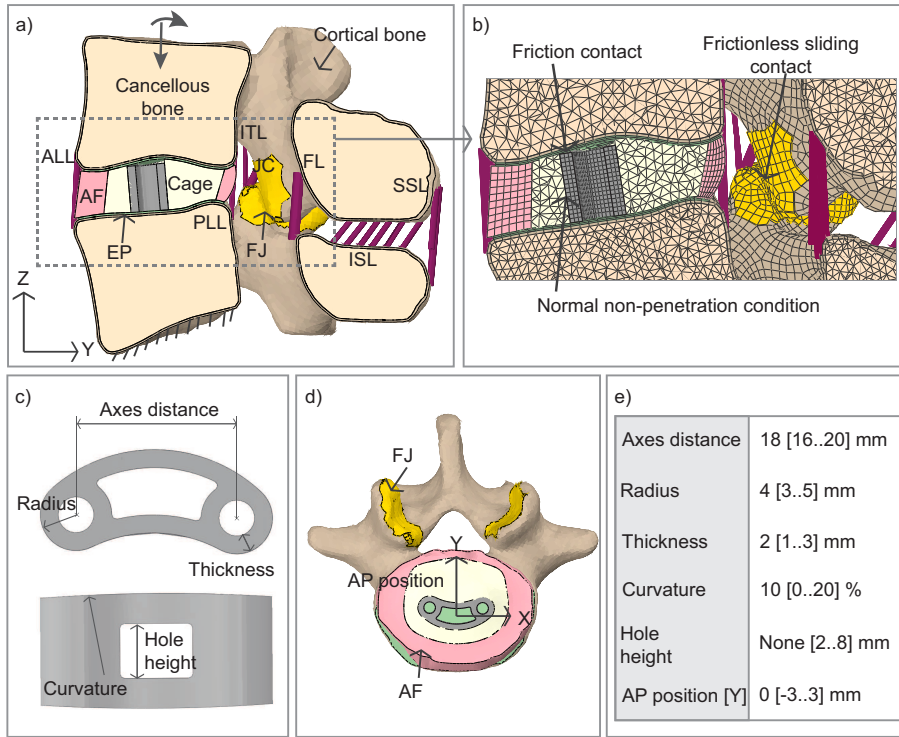 a)
Cortical bone
Cancellous
bone
ITL
ALL
IC
FL
AF
Cage
SSL
PLL
EP
FJ
ISL
Z
Y
b)
Friction contact
Frictionless sliding
contact
Normal non-penetration condition
c)
Axes distance
Radius
Thickness
Hole
height
Curvature
d)
FJ
Y
AP position
X
AF
e)
Axes distance 18 [16..20] mm
Radius 4 [3..5] mm
Thickness 2 [1..3] mm
Curvature 10 [0..20] %
Hole
height None [2..8] mm
AP position [Y] 0 [-3..3] mm